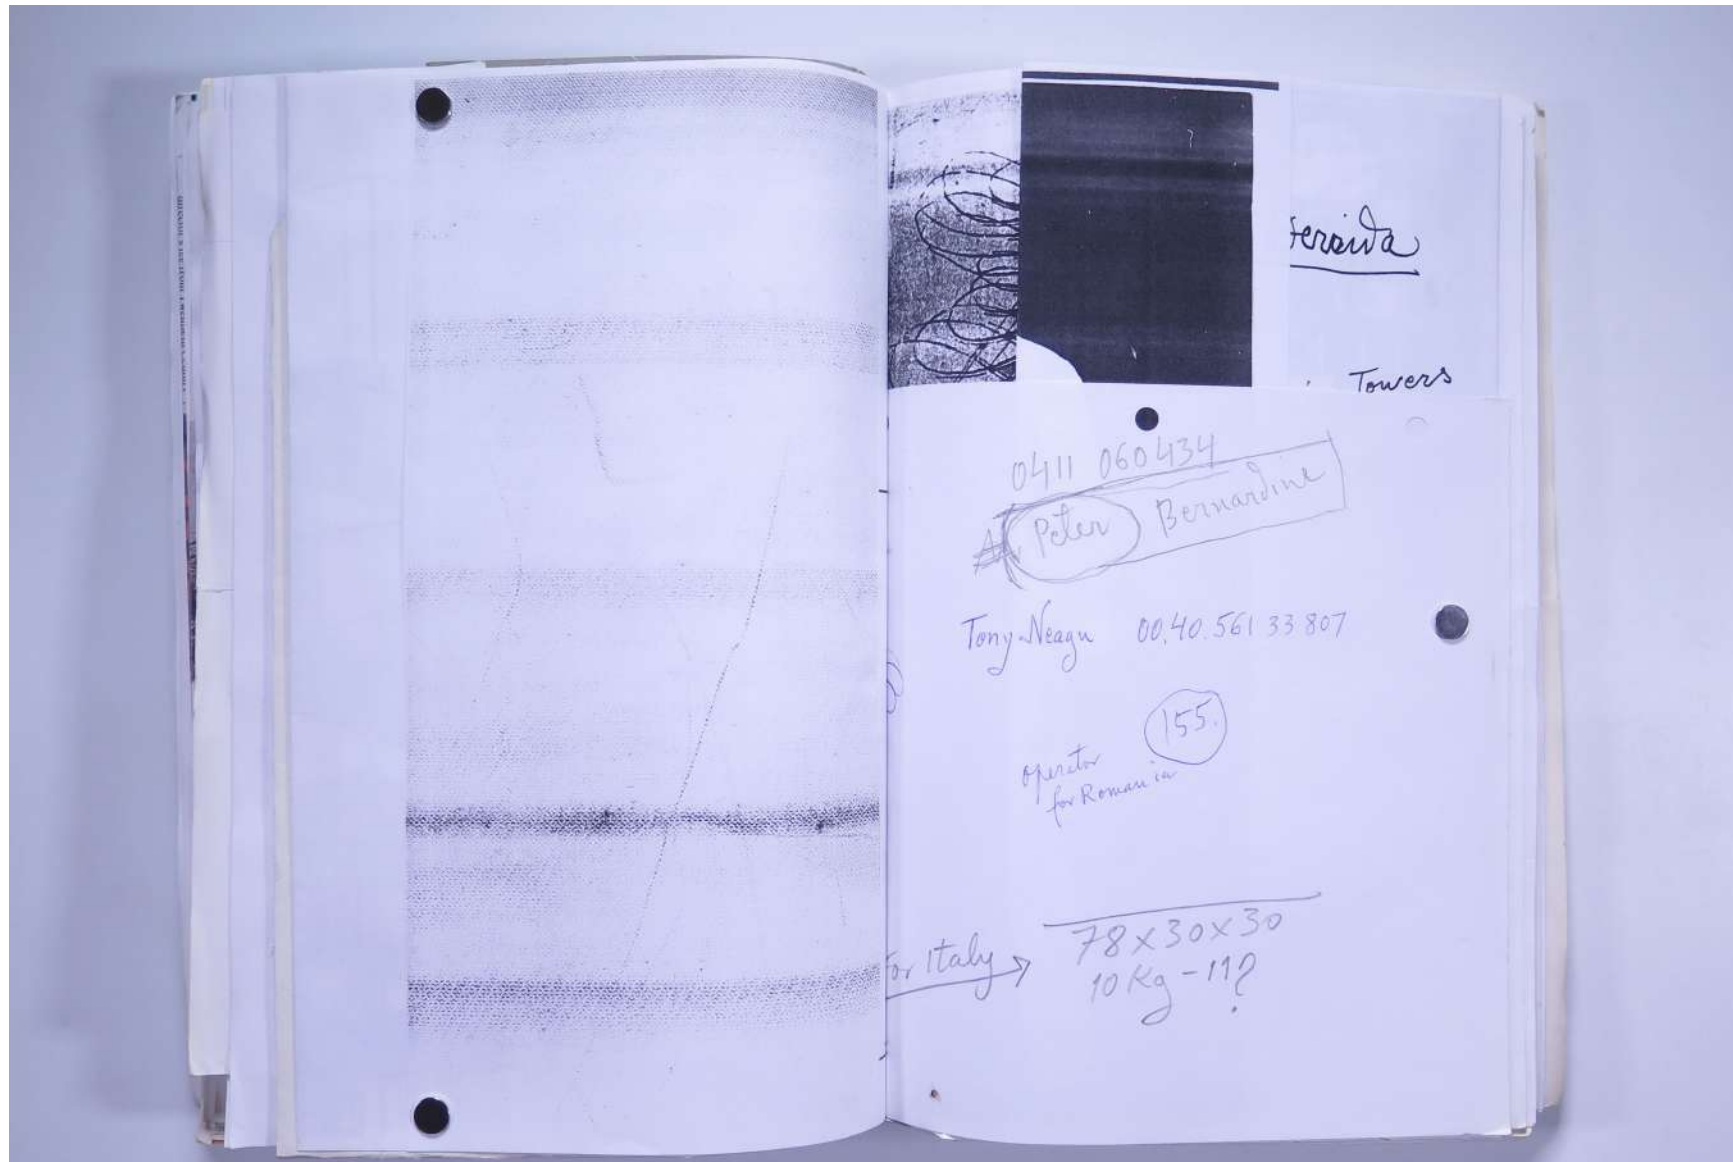 Towers
0411 060434
Peter Bernardine
Tony Neagu 00.40.561 33 807
155.
operator
for Romania
for Italy → 78x30x30
10 Kg - 11?